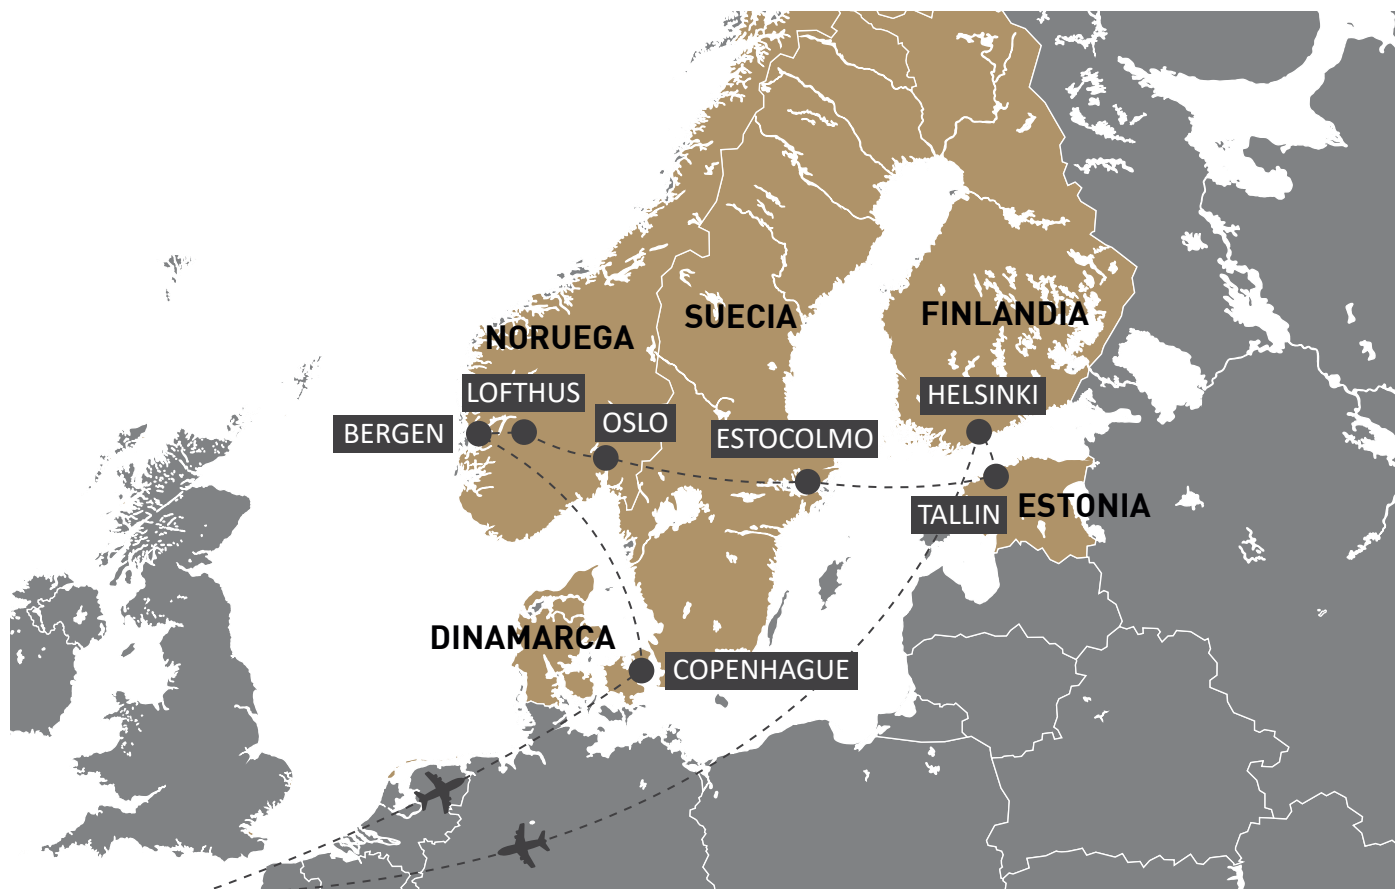 SUECIA
FINLANDIA
NORUEGA
LOFTHUS
HELSINKI
OSLO
BERGEN
ESTOCOLMO
TALLIN
ESTONIA
DINAMARCA
COPENHAGUE